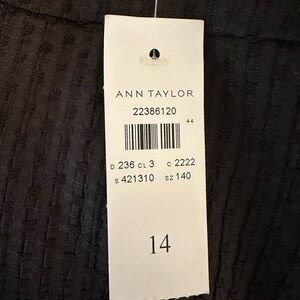 ANN TAYLOR
22386120
44
D 236 CL 3 C 2222
S 421310 SZ 140
14